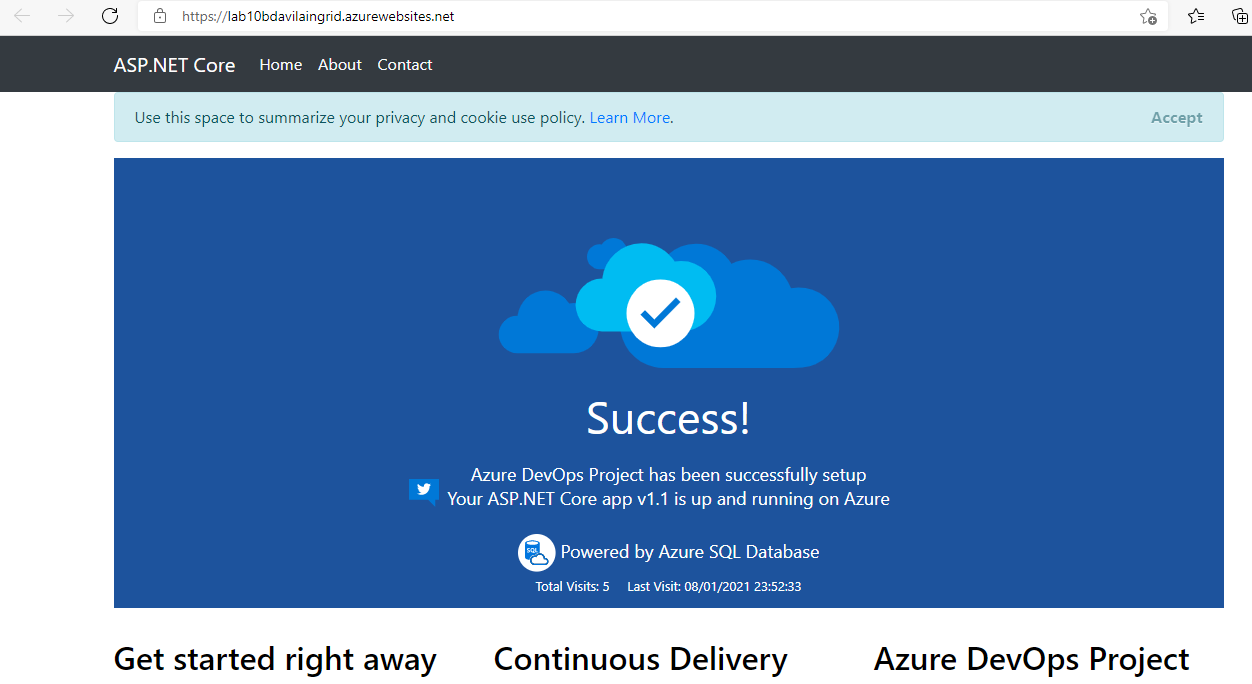 https://lab10bdavilaingrid.azurewebsites.net
ASP.NET Core Home About Contact
Use this space to summarize your privacy and cookie use policy. Learn More. Accept
Success!
Azure DevOps Project has been successfully setup
Your ASP.NET Core app v1.1 is up and running on Azure
SQL Powered by Azure SQL Database
Total Visits: 5 Last Visit: 08/01/2021 23:52:33
Get started right away Continuous Delivery Azure DevOps Project